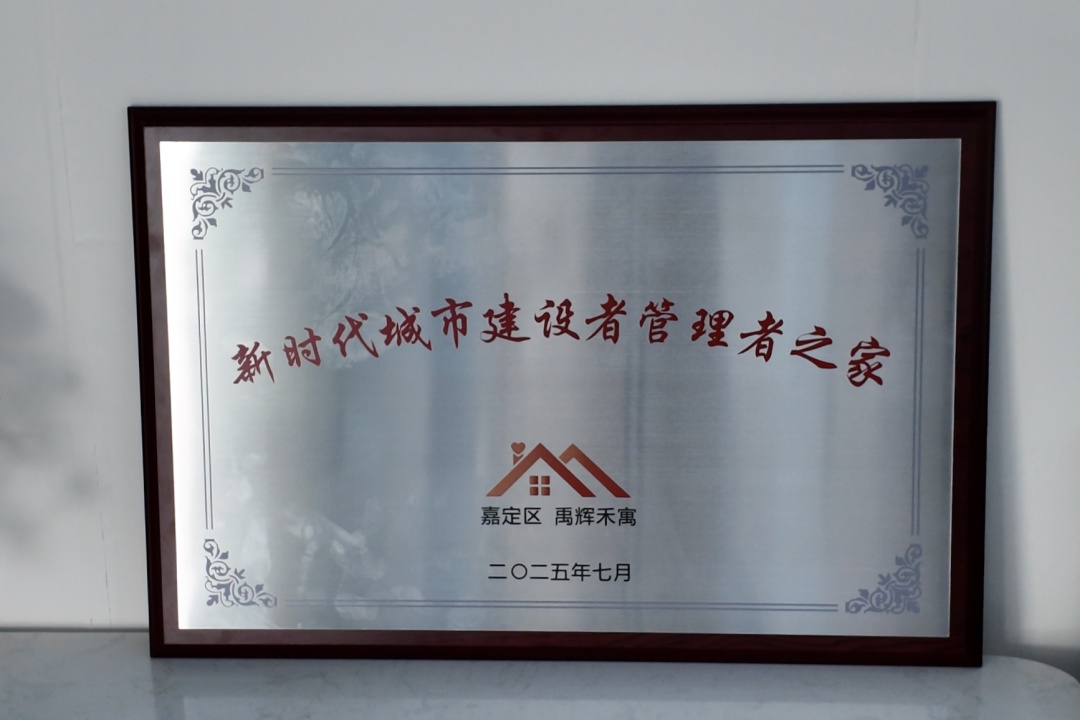 新时代城市建设者管理者之家
嘉定区 禹辉禾寓
二〇二五年七月